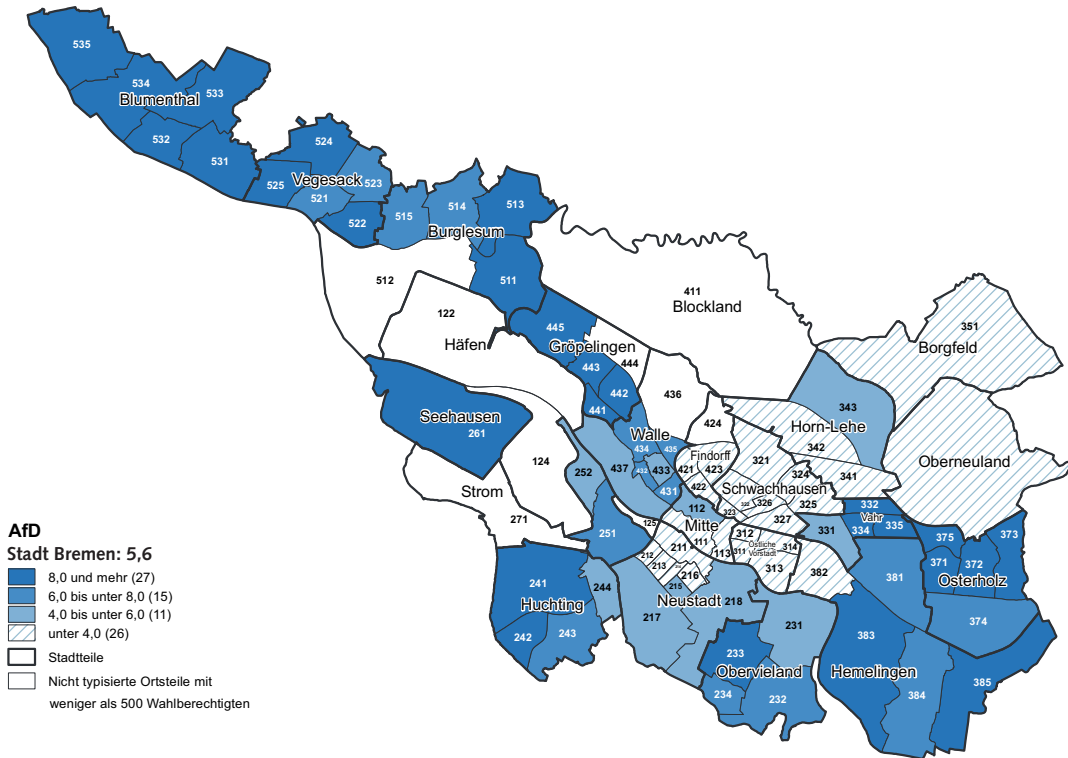 535
534
533
Blumenthal
532
531
524
Vegesack
523
525
521
522
515
514
513
Burglesum
511
512
122
Häfen
411
Blockland
351
Borgfeld
445
Gröpelingen
444
443
442
441
436
343
Horn-Lehe
342
Seehausen
261
424
Walle
434
435
Findorff
321
341
Oberneuland
124
252
437
432
433
421
423
324
Schwachhausen
422
431
325
326
323
327
Strom
271
112
332
Vahr
334
335
331
373
375
125
Mitte
111
113
312
Östliche
Vorstadt
311
314
313
382
251
211
212
213
216
215
371
372
Osterholz
381
241
244
Huchting
Neustadt
218
217
231
374
242
243
233
Obervieland
234
232
383
Hemelingen
384
385
AfD
Stadt Bremen: 5,6
8,0 und mehr (27)
6,0 bis unter 8,0 (15)
4,0 bis unter 6,0 (11)
unter 4,0 (26)
Stadtteile
Nicht typisierte Ortsteile mit
weniger als 500 Wahlberechtigten